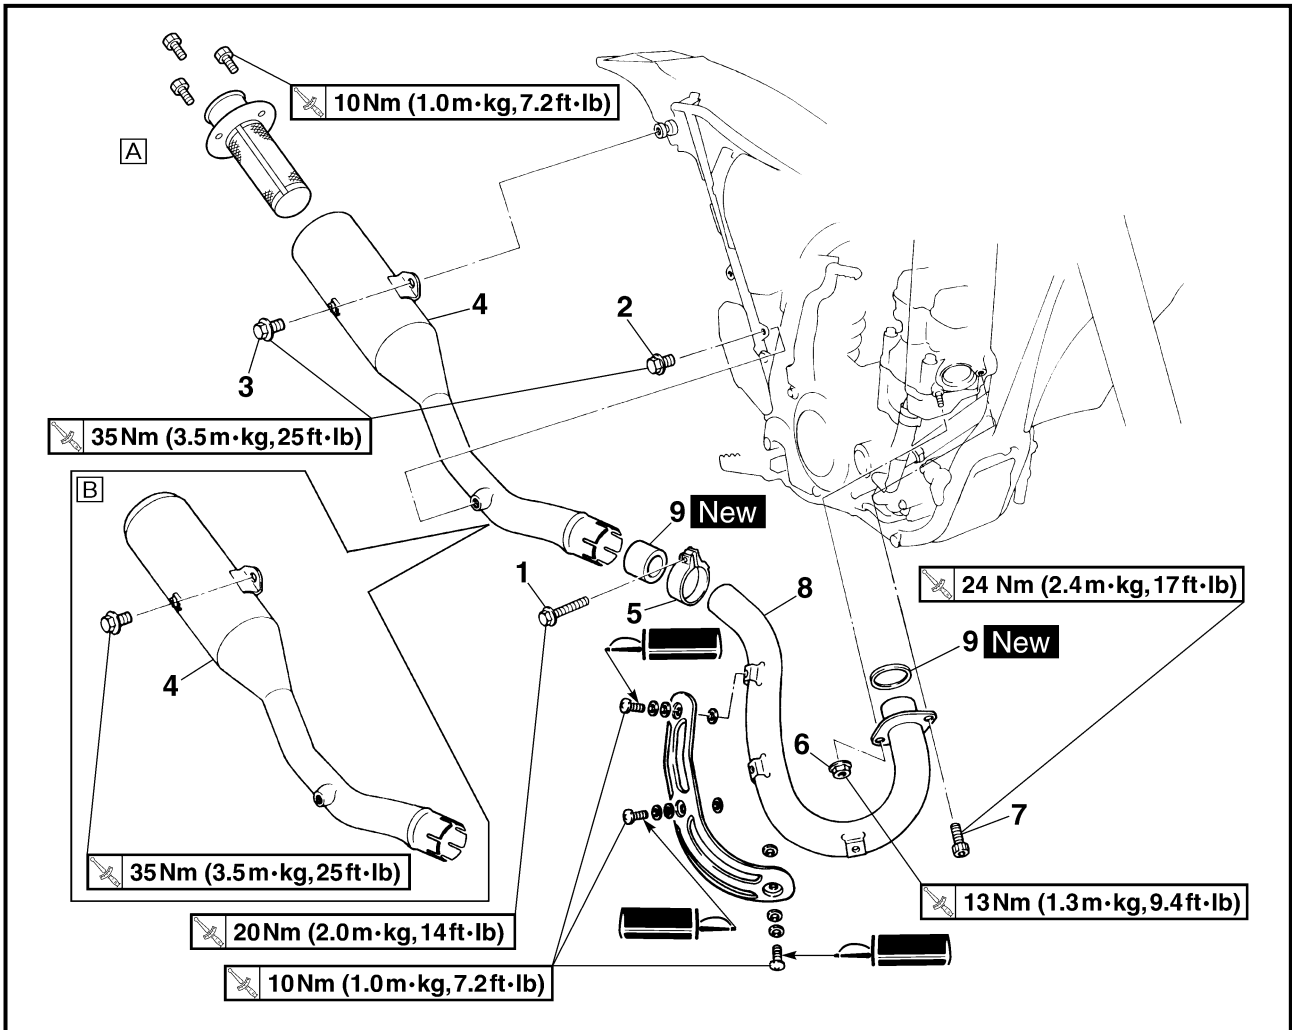 10Nm (1.0m•kg,7.2ft•lb)
A
4
2
3
35Nm (3.5m•kg,25ft•lb)
B
9 New
1
5
8
24 Nm (2.4m•kg,17ft•lb)
9 New
4
6
7
35Nm (3.5m•kg,25ft•lb)
13Nm (1.3m•kg,9.4ft•lb)
20Nm (2.0m•kg,14ft•lb)
10Nm (1.0m•kg,7.2ft•lb)